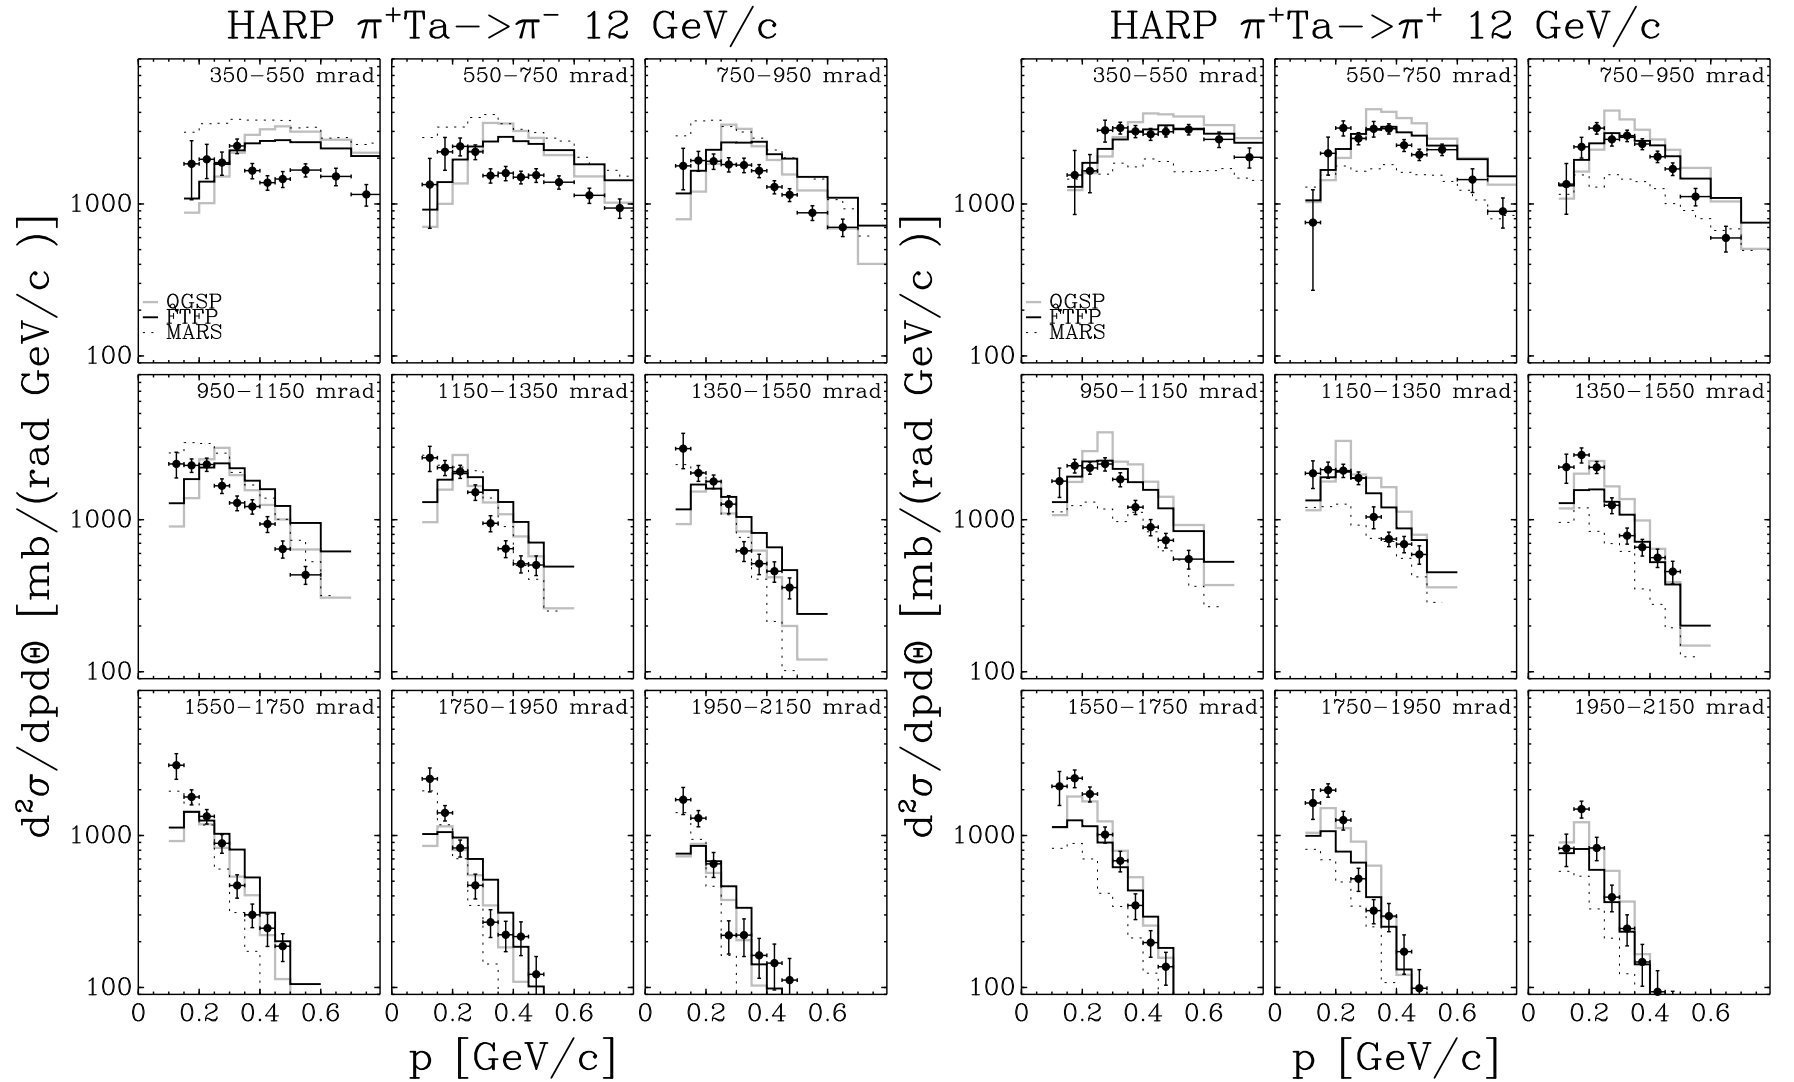 HARP π⁺Ta−>π⁻ 12 GeV/c
HARP π⁺Ta−>π⁺ 12 GeV/c
d²σ/dpdΘ [mb/(rad GeV/c )]
350−550 mrad
550−750 mrad
750−950 mrad
1000
100
QGSP
FTFP
MARS
950−1150 mrad
1150−1350 mrad
1350−1550 mrad
1000
100
1550−1750 mrad
1750−1950 mrad
1950−2150 mrad
1000
100
0 0.2 0.4 0.6 0 0.2 0.4 0.6 0 0.2 0.4 0.6
p [GeV/c]
d²σ/dpdΘ [mb/(rad GeV/c )]
350−550 mrad
550−750 mrad
750−950 mrad
1000
100
QGSP
FTFP
MARS
950−1150 mrad
1150−1350 mrad
1350−1550 mrad
1000
100
1550−1750 mrad
1750−1950 mrad
1950−2150 mrad
1000
100
0 0.2 0.4 0.6 0 0.2 0.4 0.6 0 0.2 0.4 0.6
p [GeV/c]